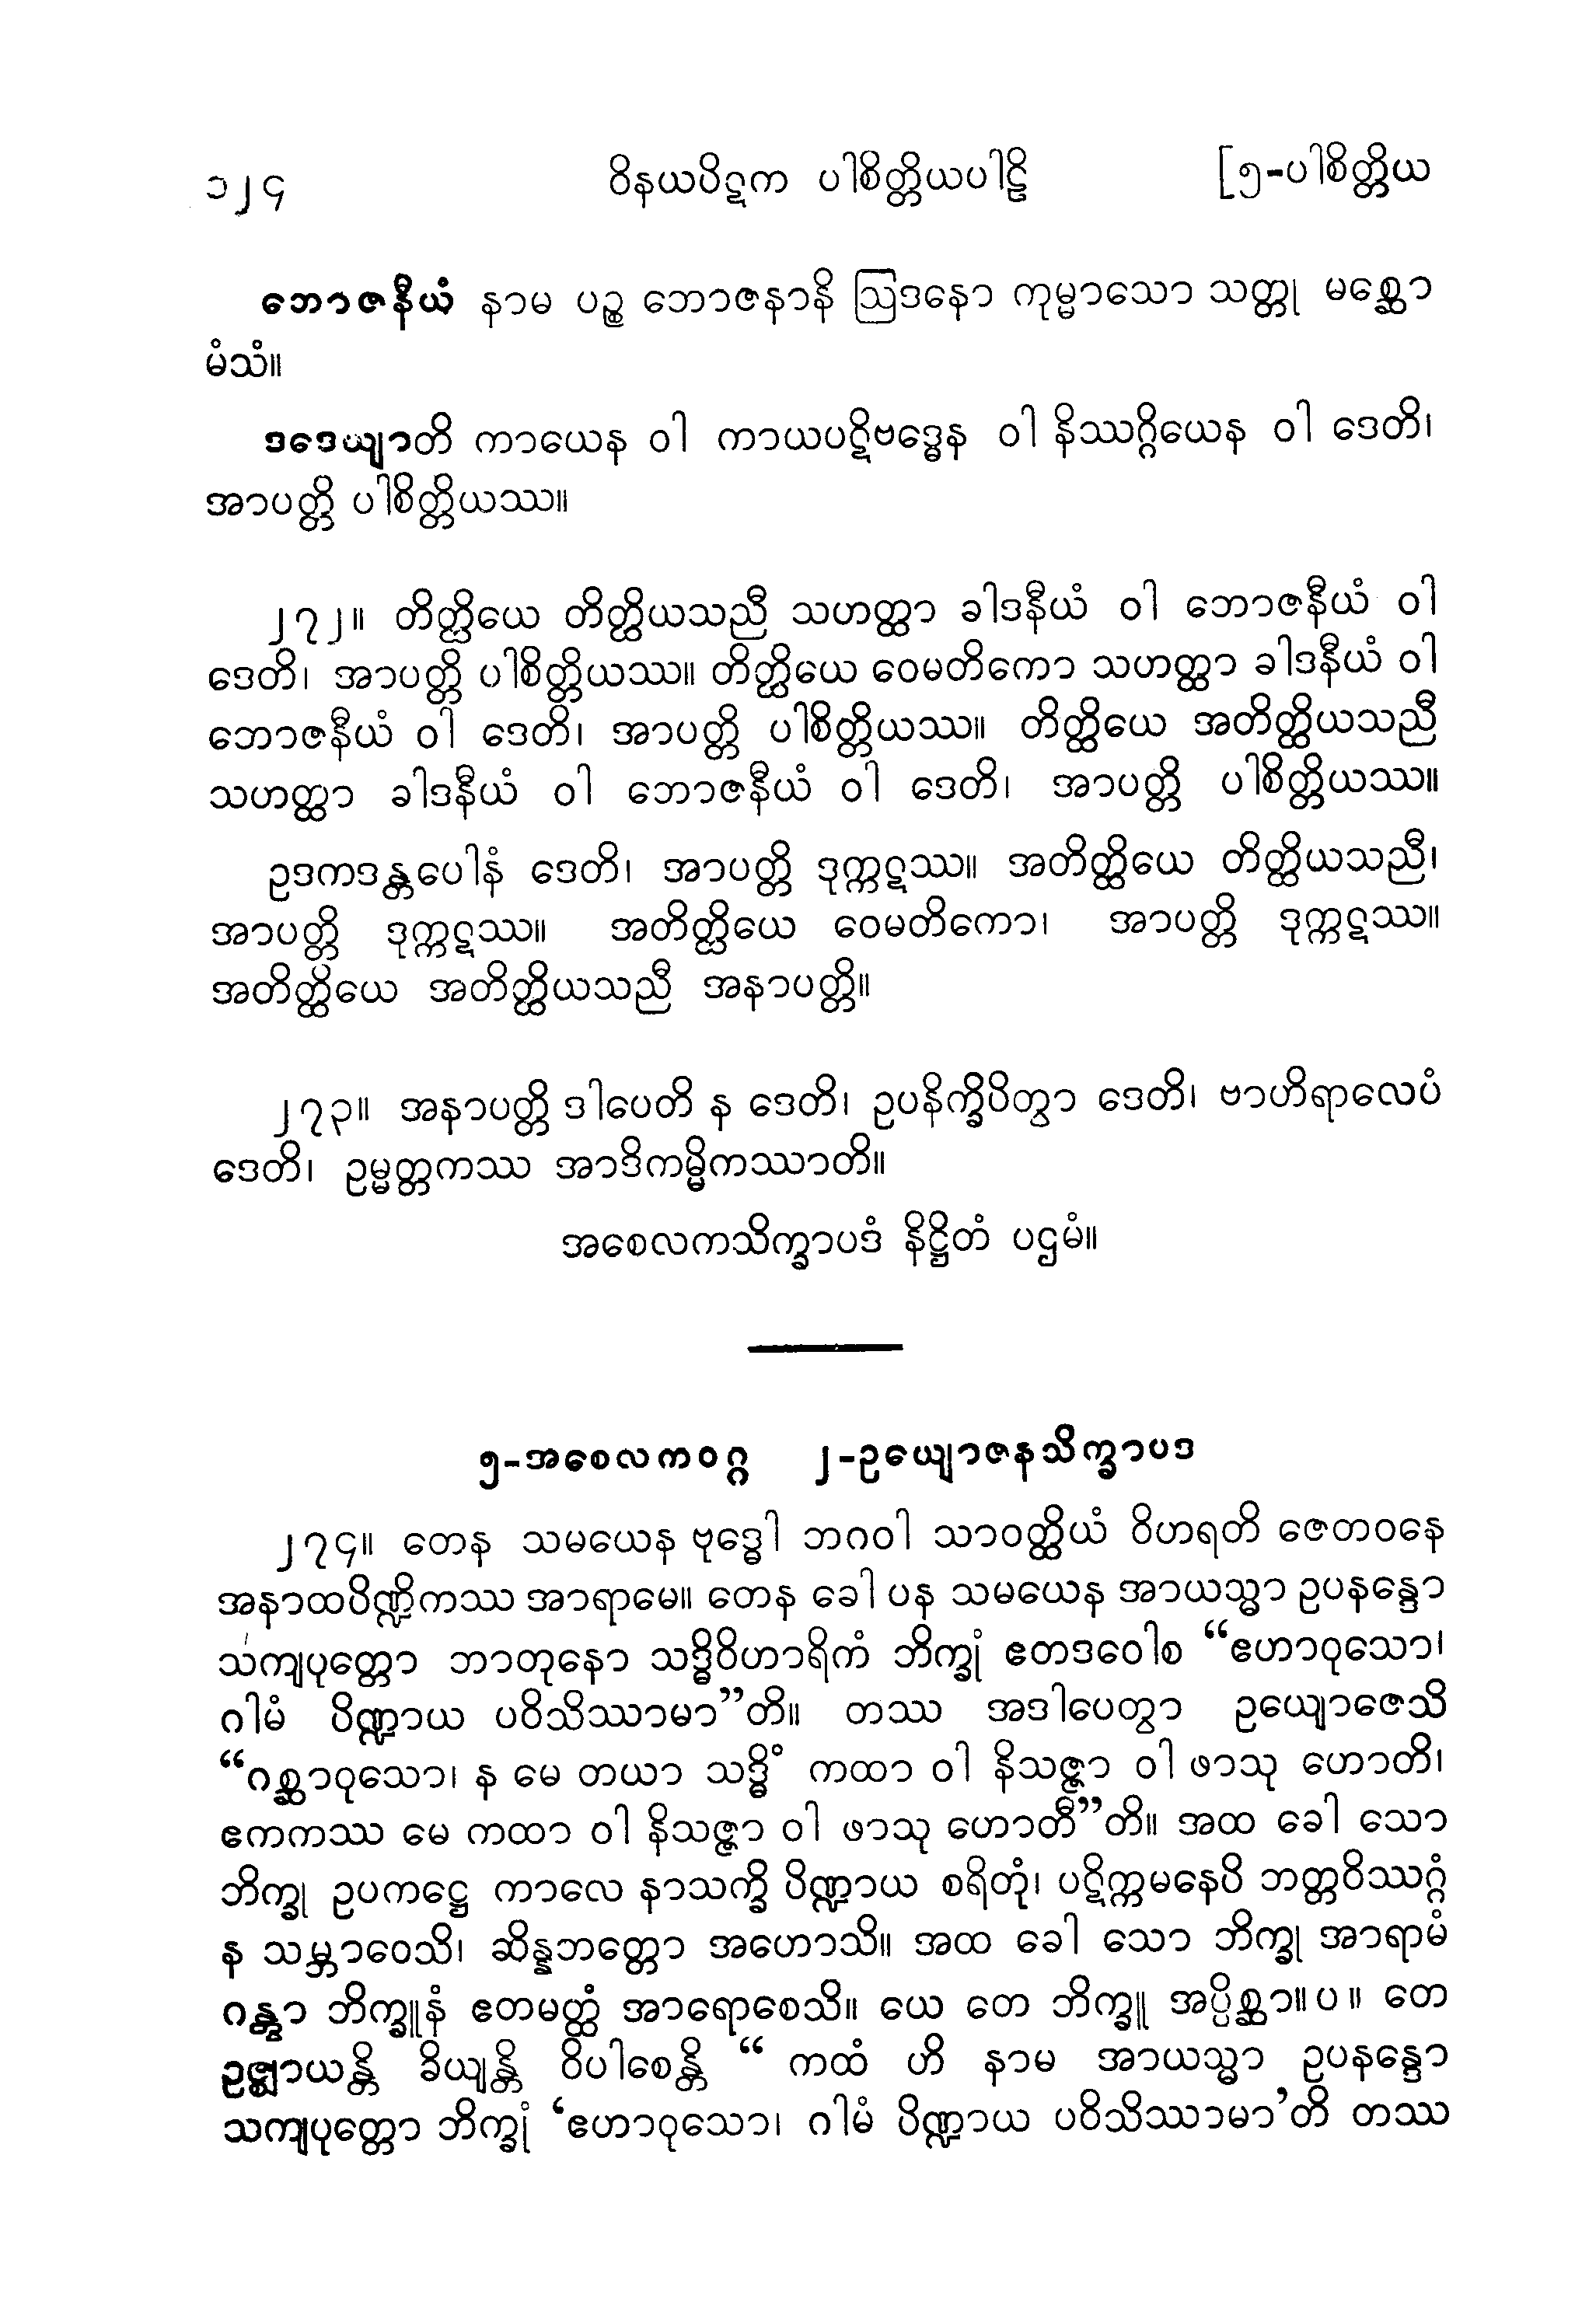 ၁၂၄ ဝိနယပိဋက ပါစိတ္တိယပါဠိ [၅-ပါစိတ္တိယ
ဘောဇနီယံ နာမ ပဉ္စ ဘောဇနာနိ ဩဒနော ကုမ္မာသော သတ္တု မစ္ဆော
မံသံ။
ဒဒေယျာတိ ကာယေန ဝါ ကာယပဋိဗဒ္ဓေန ဝါ နိဿဂ္ဂိယေန ဝါ ဒေတိ၊
အာပတ္တိ ပါစိတ္တိယဿ။
၂၇၂။ တိတ္ထိယေ တိတ္ထိယသညီ သဟတ္ထာ ခါဒနီယံ ဝါ ဘောဇနီယံ ဝါ
ဒေတိ၊ အာပတ္တိ ပါစိတ္တိယဿ။ တိတ္ထိယေ ဝေမတိကော သဟတ္ထာ ခါဒနီယံ ဝါ
ဘောဇနီယံ ဝါ ဒေတိ၊ အာပတ္တိ ပါစိတ္တိယဿ။ တိတ္ထိယေ အတိတ္ထိယသညီ
သဟတ္ထာ ခါဒနီယံ ဝါ ဘောဇနီယံ ဝါ ဒေတိ၊ အာပတ္တိ ပါစိတ္တိယဿ။
ဥဒကဒန္တပေါနံ ဒေတိ၊ အာပတ္တိ ဒုက္ကဋဿ။ အတိတ္ထိယေ တိတ္ထိယသညီ၊
အာပတ္တိ ဒုက္ကဋဿ။ အတိတ္ထိယေ ဝေမတိကော၊ အာပတ္တိ ဒုက္ကဋဿ။
အတိတ္ထိယေ အတိတ္ထိယသညီ အနာပတ္တိ။
၂၇၃။ အနာပတ္တိ ဒါပေတိ န ဒေတိ၊ ဥပနိက္ခိပိတွာ ဒေတိ၊ ဗာဟိရာလေပံ
ဒေတိ၊ ဥမ္မတ္တကဿ အာဒိကမ္မိကဿာတိ။
အစေလကသိက္ခာပဒံ နိဋ္ဌိတံ ပဌမံ။
၅-အစေလကဝဂ္ဂ ၂-ဥယျောဇနသိက္ခာပဒ
၂၇၄။ တေန သမယေန ဗုဒ္ဓေါ ဘဂဝါ သာဝတ္ထိယံ ဝိဟရတိ ဇေတဝနေ
အနာထပိဏ္ဍိကဿ အာရာမေ။ တေန ခေါ ပန သမယေန အာယသ္မာ ဥပနန္ဒော
သကျပုတ္တော ဘာတုနော သဒ္ဓိဝိဟာရိကံ ဘိက္ခုံ ဧတဒဝေါစ “ဧဟာဝုသော၊
ဂါမံ ပိဏ္ဍာယ ပဝိသိဿာမာ”တိ။ တဿ အဒါပေတွာ ဥယျောဇေသိ
“ဂစ္ဆာဝုသော၊ န မေ တယာ သဒ္ဓိံ ကထာ ဝါ နိသဇ္ဇာ ဝါ ဖာသု ဟောတိ၊
ဧကကဿ မေ ကထာ ဝါ နိသဇ္ဇာ ဝါ ဖာသု ဟောတီ”တိ။ အထ ခေါ သော
ဘိက္ခု ဥပကဋ္ဌေ ကာလေ နာသက္ခိ ပိဏ္ဍာယ စရိတုံ၊ ပဋိက္ကမနေပိ ဘတ္တဝိဿဂ္ဂံ
န သမ္ဘာဝေသိ၊ ဆိန္နဘတ္တော အဟောသိ။ အထ ခေါ သော ဘိက္ခု အာရာမံ
ဂန္တွာ ဘိက္ခူနံ ဧတမတ္ထံ အာရောစေသိ။ ယေ တေ ဘိက္ခူ အပ္ပိစ္ဆာ။ပ။ တေ
ဥဇ္ဈာယန္တိ ခိယျန္တိ ဝိပါစေန္တိ “ ကထံ ဟိ နာမ အာယသ္မာ ဥပနန္ဒော
သကျပုတ္တော ဘိက္ခုံ ‘ဧဟာဝုသော၊ ဂါမံ ပိဏ္ဍာယ ပဝိသိဿာမာ’တိ တဿ